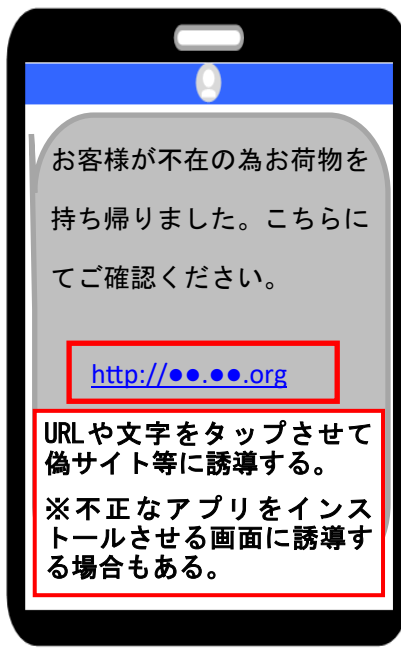 お客様が不在の為お荷物を
持ち帰りました。こちらに
てご確認ください。
http://●●.●●.org
URLや文字をタップさせて
偽サイト等に誘導する。
※不正なアプリをインス
トールさせる画面に誘導す
る場合もある。